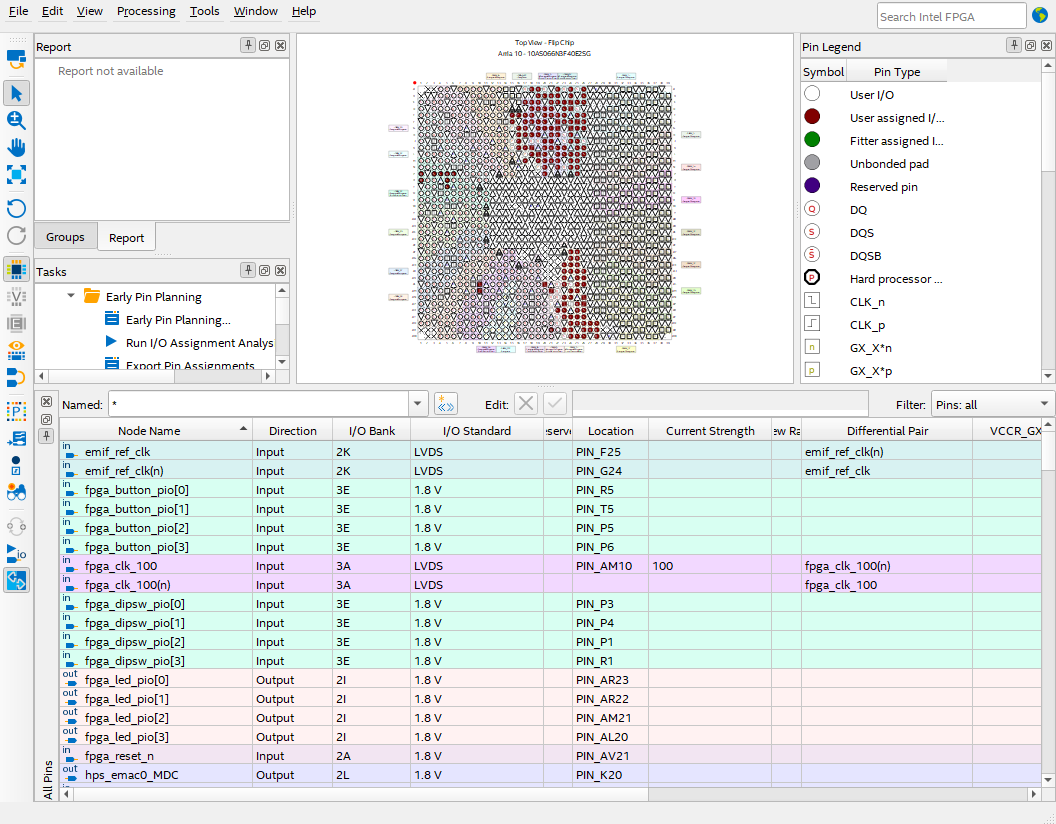 File Edit View Processing Tools Window Help
Search Intel FPGA
Report
Report not available
Groups Report
Top View - Flip Chip
Arria 10 - 10AS066N3F40E2SG
Pin Legend
Symbol Pin Type
User I/O
User assigned I/...
Fitter assigned I...
Unbonded pad
Reserved pin
Q DQ
S DQS
S DQSB
P Hard processor ...
CLK_n
CLK_p
n GX_X*n
p GX_X*p
Tasks
Early Pin Planning
Early Pin Planning...
Run I/O Assignment Analys
Export Pin Assignments
Named: * Edit: Filter: Pins: all
Node Name Direction I/O Bank I/O Standard eserve Location Current Strength ew Ra Differential Pair VCCR_GX
in emif_ref_clk Input 2K LVDS PIN_F25 emif_ref_clk(n)
in emif_ref_clk(n) Input 2K LVDS PIN_G24 emif_ref_clk
in fpga_button_pio[0] Input 3E 1.8 V PIN_R5
in fpga_button_pio[1] Input 3E 1.8 V PIN_T5
in fpga_button_pio[2] Input 3E 1.8 V PIN_P5
in fpga_button_pio[3] Input 3E 1.8 V PIN_P6
in fpga_clk_100 Input 3A LVDS PIN_AM10 100 fpga_clk_100(n)
in fpga_clk_100(n) Input 3A LVDS fpga_clk_100
in fpga_dipsw_pio[0] Input 3E 1.8 V PIN_P3
in fpga_dipsw_pio[1] Input 3E 1.8 V PIN_P4
in fpga_dipsw_pio[2] Input 3E 1.8 V PIN_P1
in fpga_dipsw_pio[3] Input 3E 1.8 V PIN_R1
out fpga_led_pio[0] Output 2I 1.8 V PIN_AR23
out fpga_led_pio[1] Output 2I 1.8 V PIN_AR22
out fpga_led_pio[2] Output 2I 1.8 V PIN_AM21
out fpga_led_pio[3] Output 2I 1.8 V PIN_AL20
in fpga_reset_n Input 2A 1.8 V PIN_AV21
out hps_emac0_MDC Output 2L 1.8 V PIN_K20
All Pins